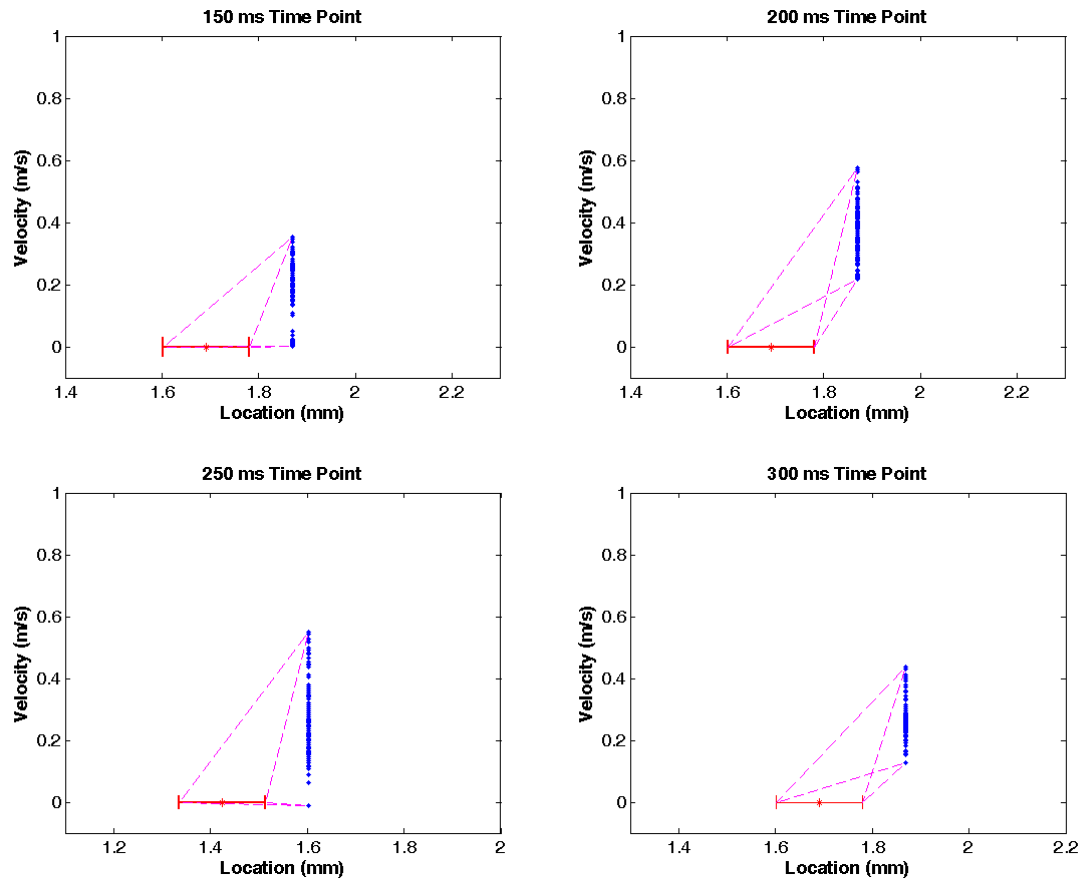 150 ms Time Point
1
0.8
0.6
0.4
0.2
0
Velocity (m/s)
1.4 1.6 1.8 2 2.2
Location (mm)
200 ms Time Point
1
0.8
0.6
0.4
0.2
0
Velocity (m/s)
1.4 1.6 1.8 2 2.2
Location (mm)
250 ms Time Point
1
0.8
0.6
0.4
0.2
0
Velocity (m/s)
1.2 1.4 1.6 1.8 2
Location (mm)
300 ms Time Point
1
0.8
0.6
0.4
0.2
0
Velocity (m/s)
1.4 1.6 1.8 2 2.2
Location (mm)